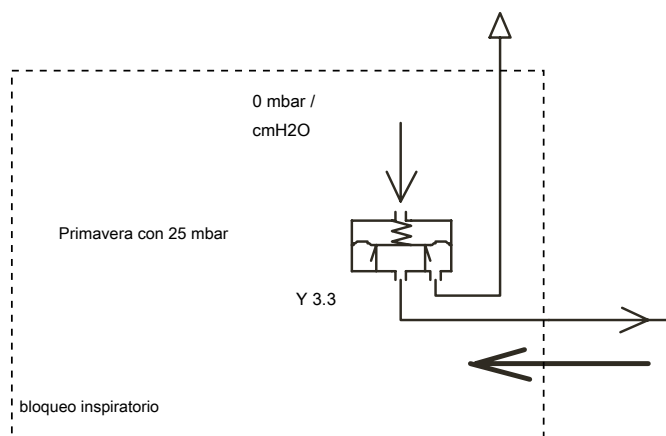 0 mbar /
cmH2O
Primavera con 25 mbar
Y 3.3
bloqueo inspiratorio